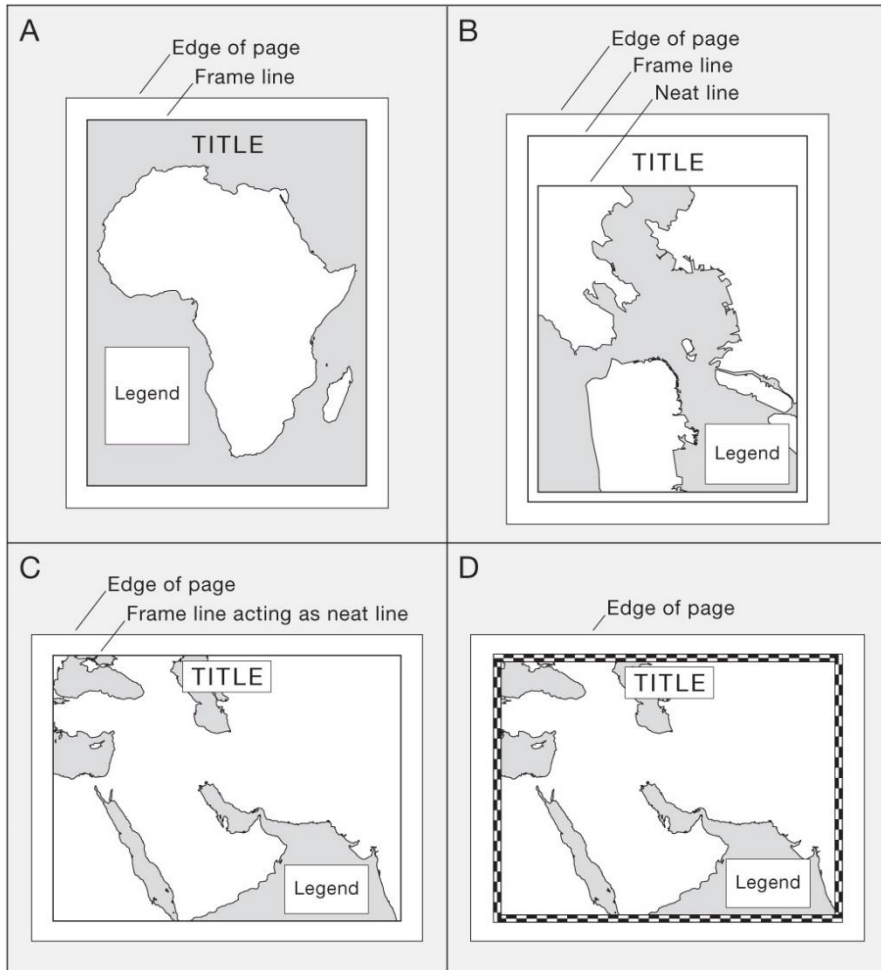 A
Edge of page
Frame line
TITLE
Legend
B
Edge of page
Frame line
Neat line
TITLE
Legend
C
Edge of page
Frame line acting as neat line
TITLE
Legend
D
Edge of page
TITLE
Legend